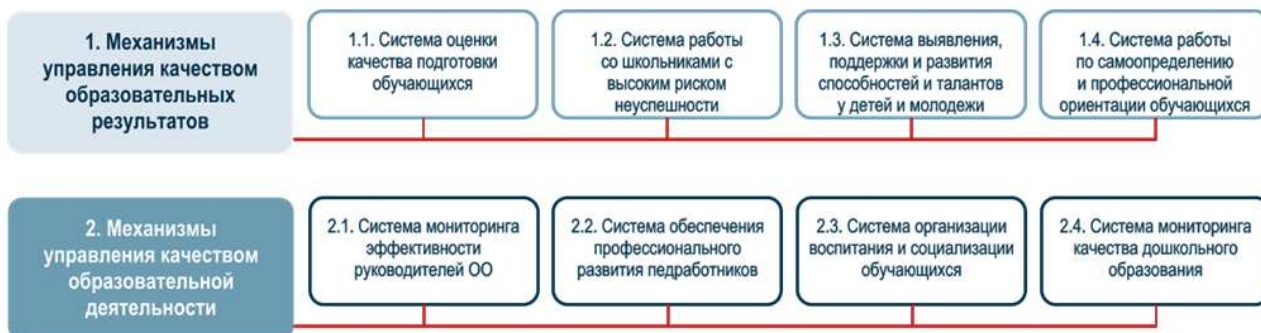 1. Механизмы
управления качеством
образовательных
результатов
1.1. Система оценки
качества подготовки
обучающихся
1.2. Система работы
со школьниками с
высоким риском
неуспешности
1.3. Система выявления,
поддержки и развития
способностей и талантов
у детей и молодежи
1.4. Система работы
по самоопределению
и профессиональной
ориентации обучающихся
2. Механизмы
управления качеством
образовательной
деятельности
2.1. Система мониторинга
эффективности
руководителей ОО
2.2. Система обеспечения
профессионального
развития педработников
2.3. Система организации
воспитания и социализации
обучающихся
2.4. Система мониторинга
качества дошкольного
образования